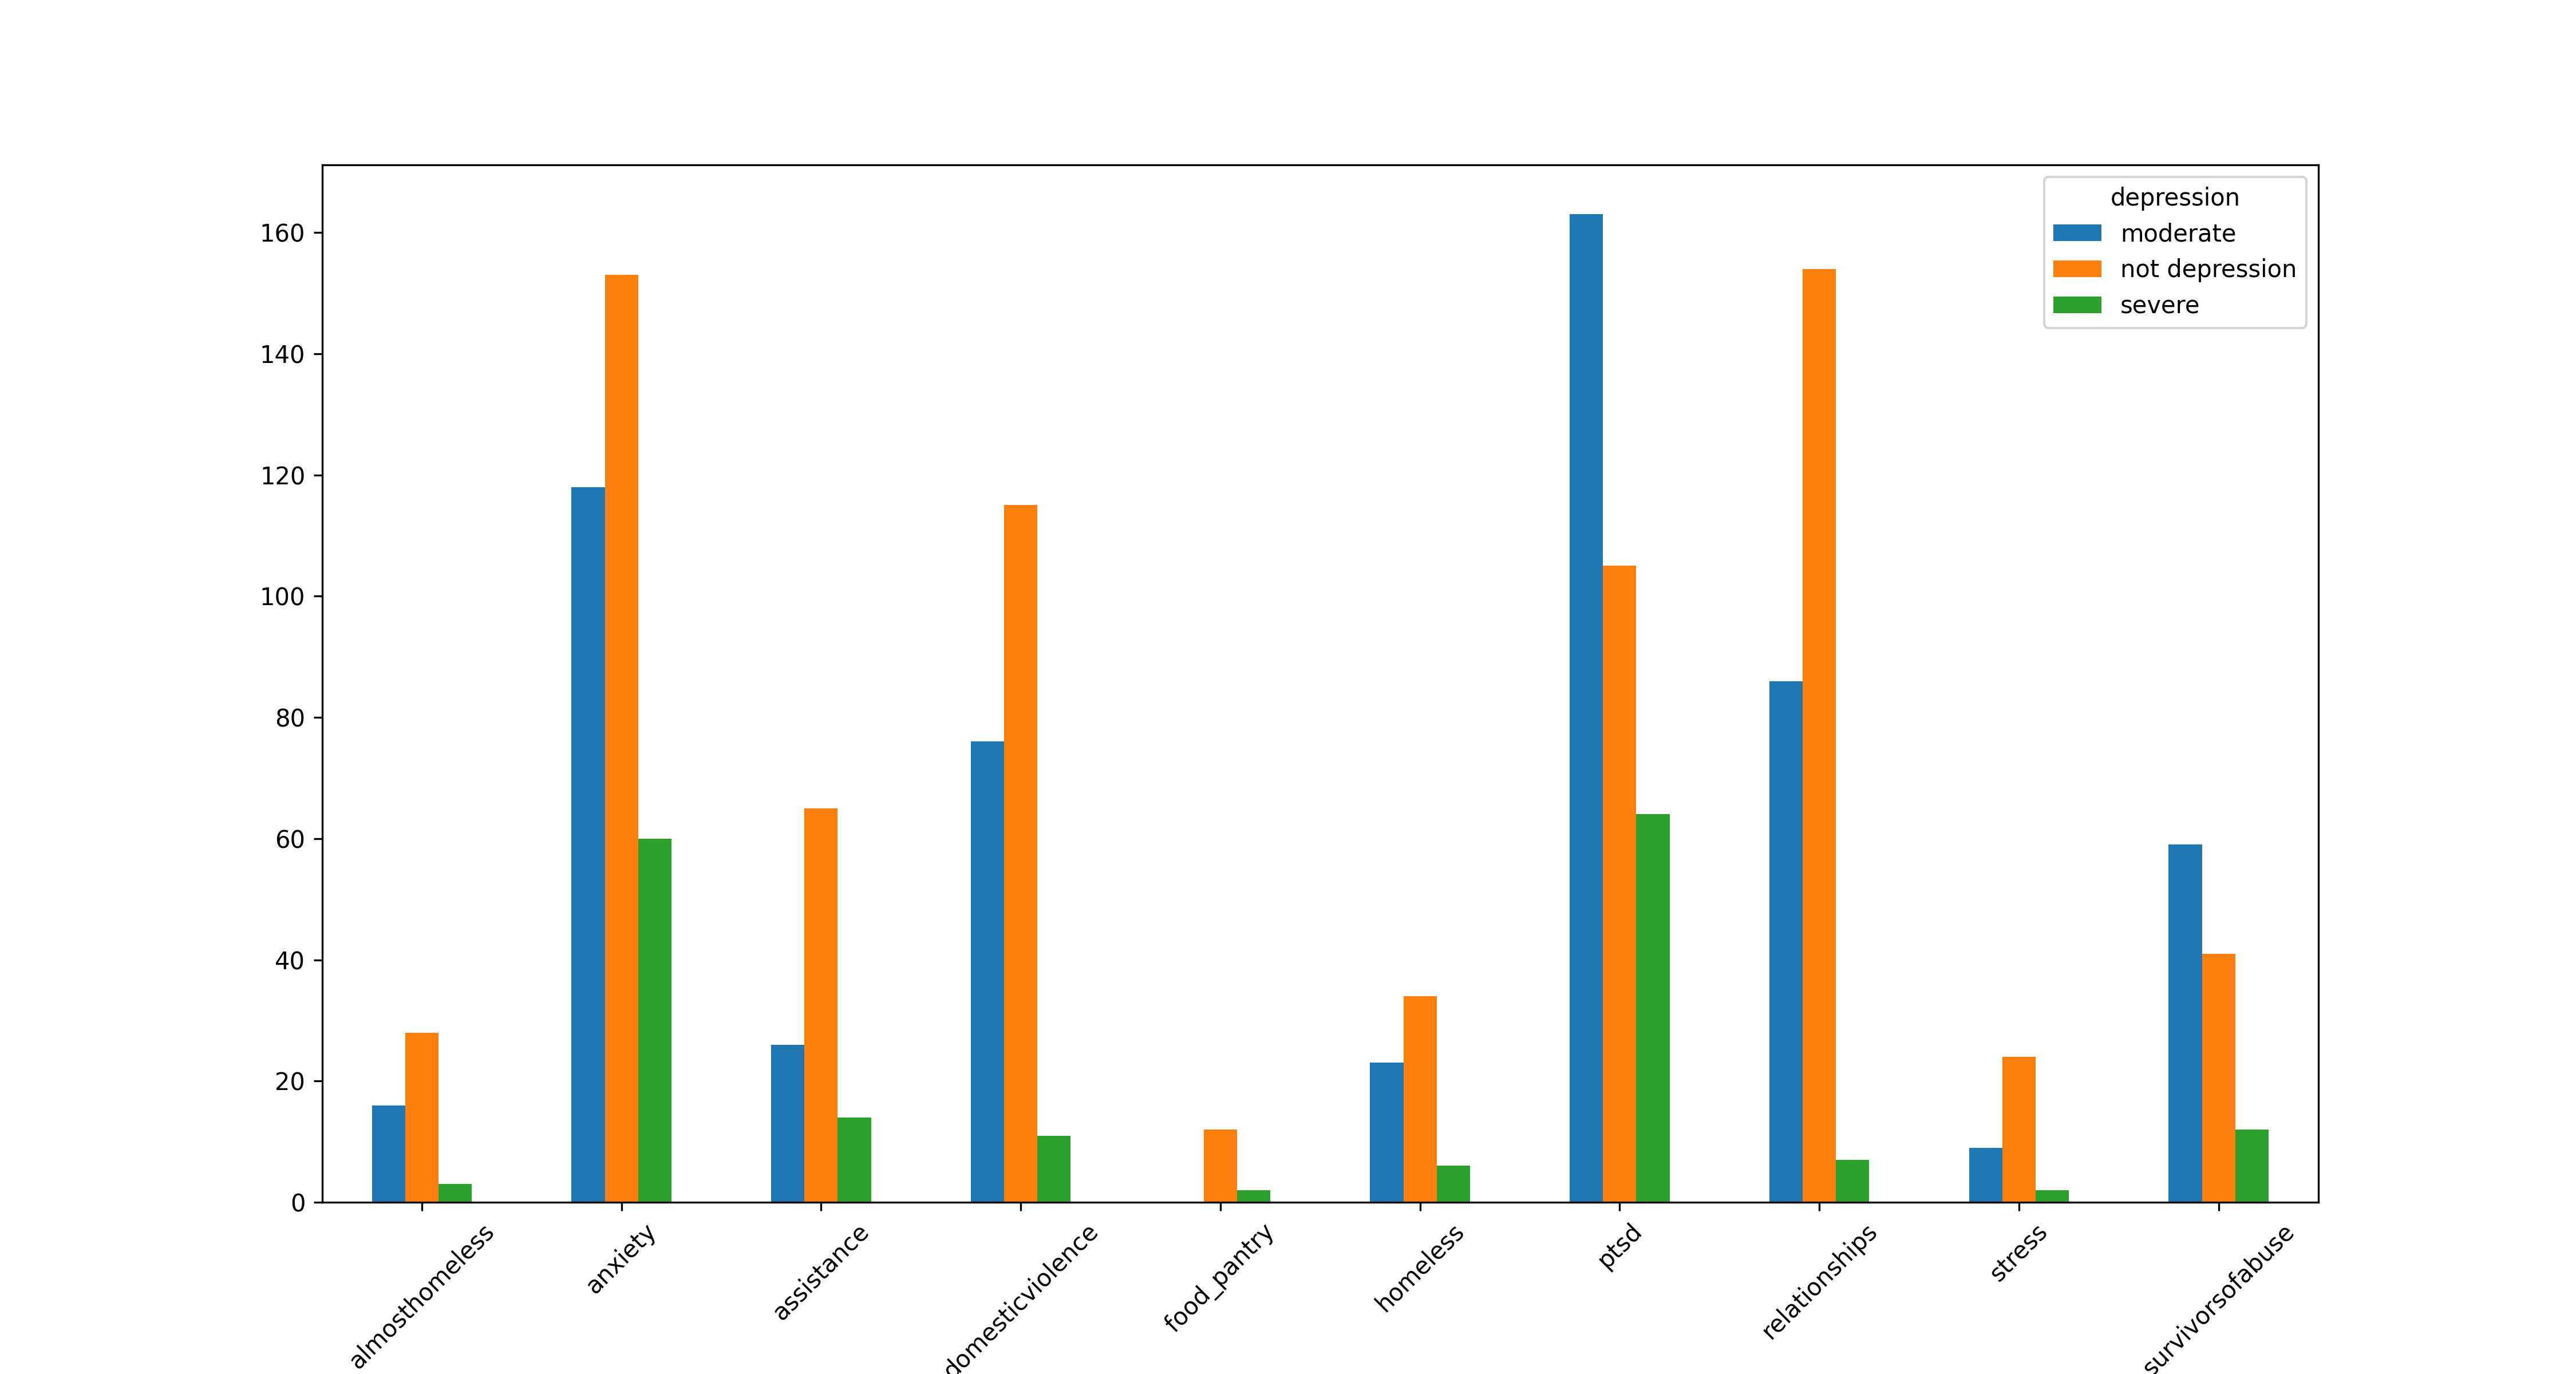 depression
moderate
not depression
severe
160
140
120
100
80
60
40
20
0
almosthomeless
anxiety
assistance
domesticviolence
food_pantry
homeless
ptsd
relationships
stress
survivorsofabuse